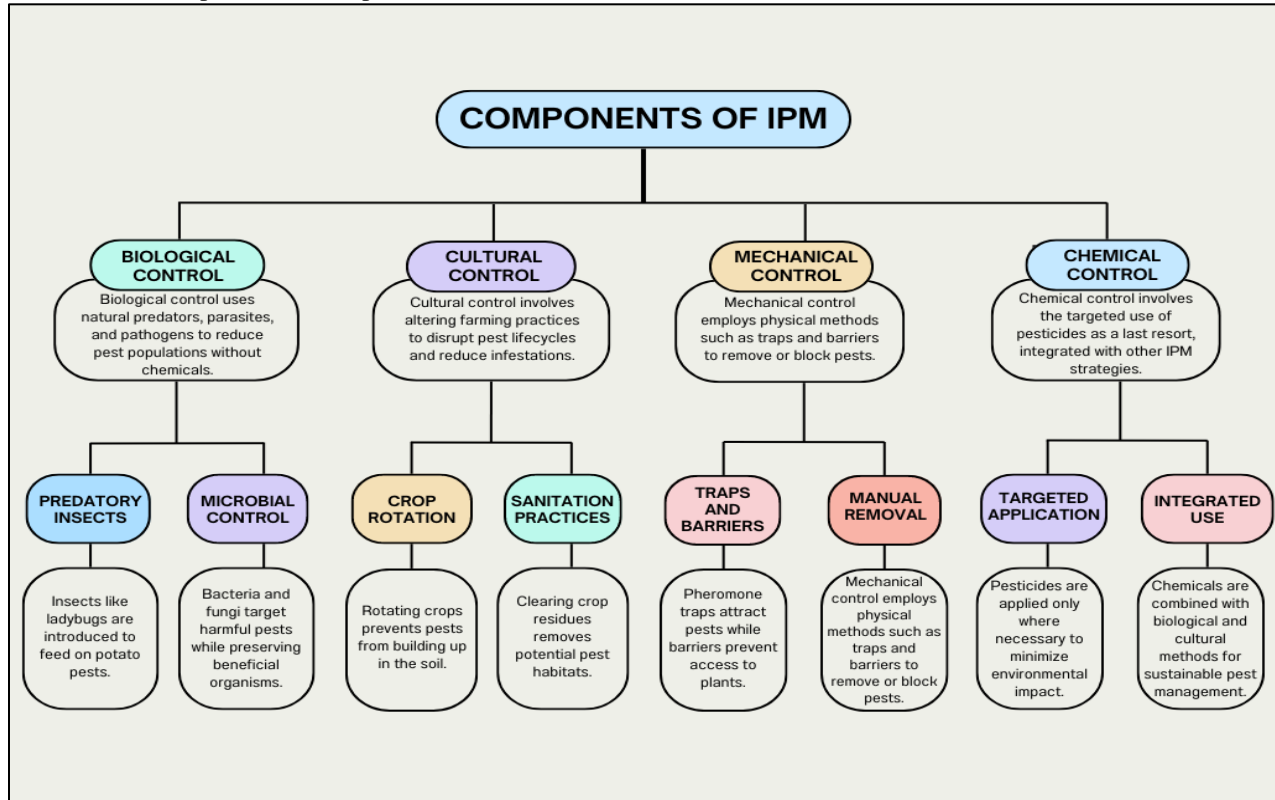 COMPONENTS OF IPM
BIOLOGICAL
CONTROL
Biological control uses
natural predators, parasites,
and pathogens to reduce
pest populations without
chemicals.
CULTURAL
CONTROL
Cultural control involves
altering farming practices
to disrupt pest lifecycles
and reduce infestations.
MECHANICAL
CONTROL
Mechanical control
employs physical methods
such as traps and barriers
to remove or block pests.
CHEMICAL
CONTROL
Chemical control involves
the targeted use of
pesticides as a last resort,
integrated with other IPM
strategies.
PREDATORY
INSECTS
Insects like
ladybugs are
introduced to
feed on potato
pests.
MICROBIAL
CONTROL
Bacteria and
fungi target
harmful pests
while preserving
beneficial
organisms.
CROP
ROTATION
Rotating crops
prevents pests
from building up
in the soil.
SANITATION
PRACTICES
Clearing crop
residues
removes
potential pest
habitats.
TRAPS
AND
BARRIERS
Pheromone
traps attract
pests while
barriers prevent
access to
plants.
MANUAL
REMOVAL
Mechanical
control employs
physical
methods such as
traps and
barriers to
remove or block
pests.
TARGETED
APPLICATION
Pesticides are
applied only
where
necessary to
minimize
environmental
impact.
INTEGRATED
USE
Chemicals are
combined with
biological and
cultural
methods for
sustainable pest
management.